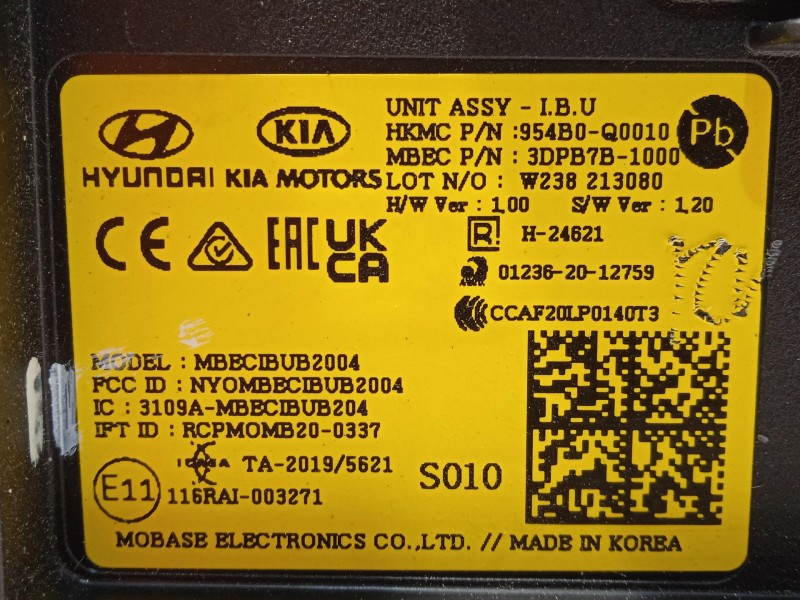 HYUNDAI KIA KIA MOTORS
UNIT ASSY - I.B.U
HKMC P/N : 954B0-Q0010
MBEC P/N : 3DPB7B-1000
LOT N/O : W238 213080
H/W Ver : 1.00 S/W Ver : 1.20
Pb
CE EAC UK CA
R H-24621
01236-20-12759
CCAF20LP0140T3
MODEL : MBECIBUB2004
FCC ID : NYOMBECIBUB2004
IC : 3109A-MBECIBUB204
IFT ID : RCPMOMB20-0337
ICASA TA-2019/5621
E11 116RAI-003271
S010
MOBASE ELECTRONICS CO.,LTD. // MADE IN KOREA